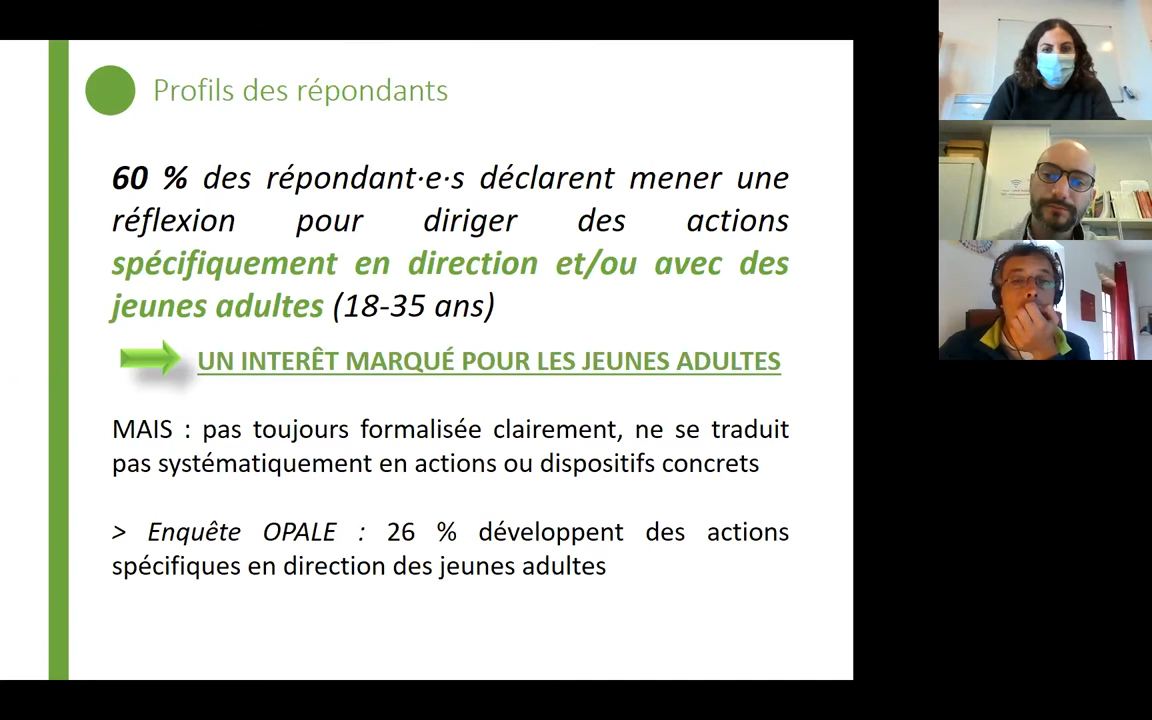 Profils des répondants
60 % des répondant·e·s déclarent mener une
réflexion pour diriger des actions
spécifiquement en direction et/ou avec des
jeunes adultes (18-35 ans)
UN INTERÊT MARQUÉ POUR LES JEUNES ADULTES
MAIS : pas toujours formalisée clairement, ne se traduit
pas systématiquement en actions ou dispositifs concrets
> Enquête OPALE : 26 % développent des actions
spécifiques en direction des jeunes adultes